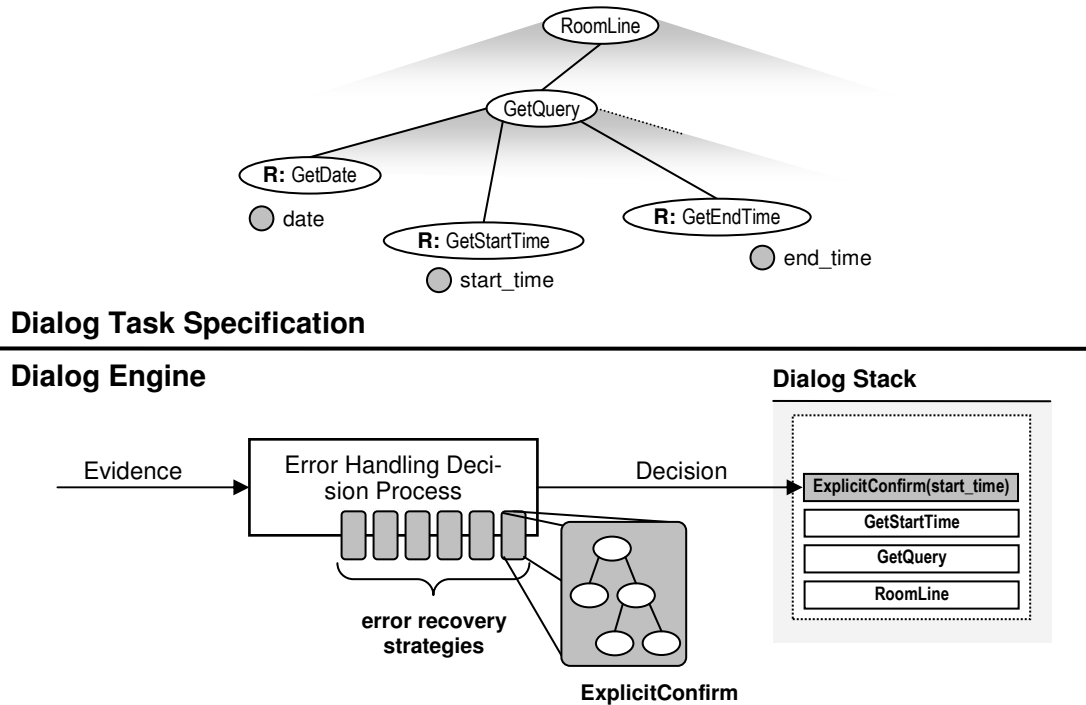 RoomLine
GetQuery
R: GetDate
date
R: GetStartTime
start_time
R: GetEndTime
end_time
Dialog Task Specification
Dialog Engine
Dialog Stack
Evidence
Error Handling Deci-
sion Process
Decision
ExplicitConfirm(start_time)
GetStartTime
GetQuery
RoomLine
error recovery
strategies
ExplicitConfirm